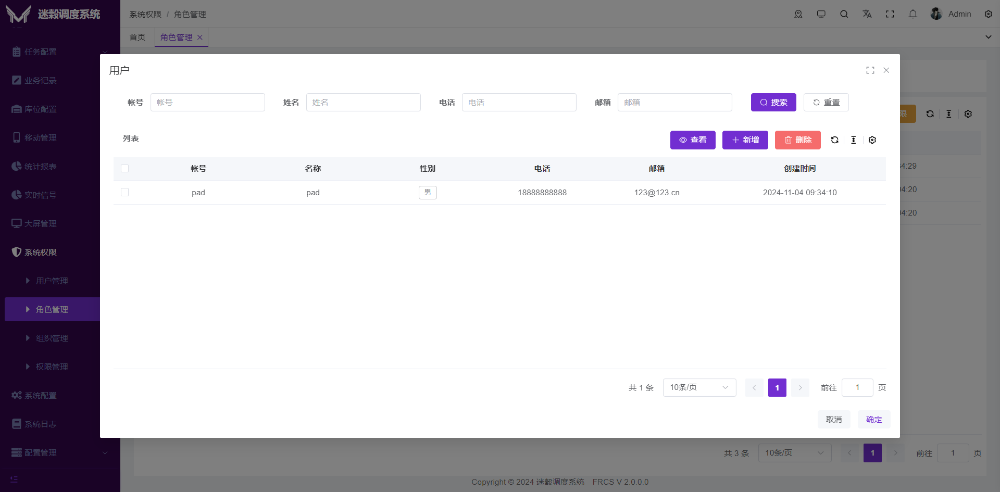 迷榖调度系统
系统权限 / 角色管理
Admin
首页
角色管理
任务配置
业务记录
库位配置
移动管理
统计报表
实时信号
大屏管理
系统权限
用户管理
角色管理
组织管理
权限管理
系统配置
系统日志
配置管理
用户
帐号 帐号 姓名 姓名 电话 电话 邮箱 邮箱 搜索 重置
列表 查看 新增 删除
帐号 名称 性别 电话 邮箱 创建时间
pad pad 男 18888888888 123@123.cn 2024-11-04 09:34:10
共 1 条 10条/页 1 前往 1 页
取消 确定
限
34:29
04:20
04:20
共 3 条 10条/页 1 前往 1 页
Copyright © 2024 迷榖调度系统 FRCS V 2.0.0.0